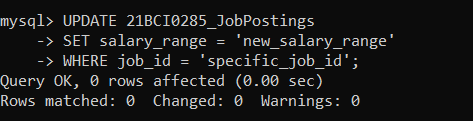 mysql> UPDATE 21BCI0285_JobPostings
-> SET salary_range = 'new_salary_range'
-> WHERE job_id = 'specific_job_id';
Query OK, 0 rows affected (0.00 sec)
Rows matched: 0  Changed: 0  Warnings: 0